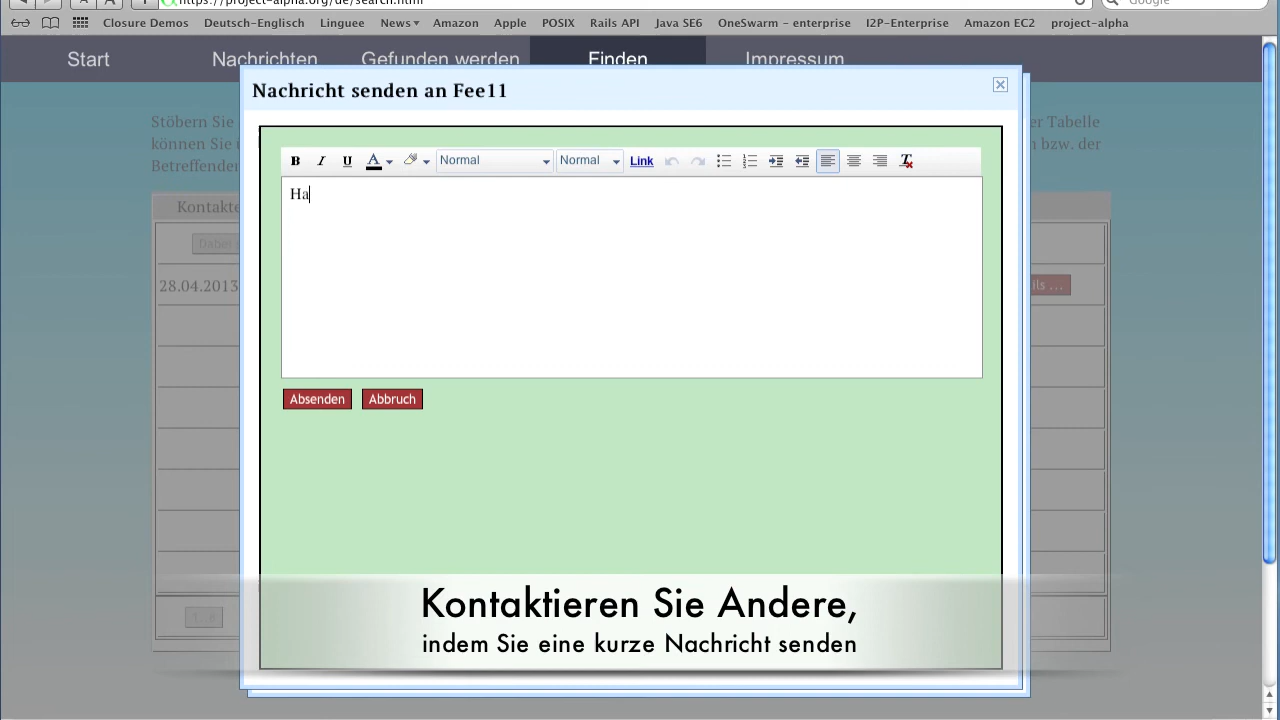 https://project-alpha.org/de/search.html
Google
Closure Demos Deutsch-Englisch Linguee News Amazon Apple POSIX Rails API Java SE6 OneSwarm - enterprise I2P-Enterprise Amazon EC2 project-alpha
Start Nachrichten Gefunden werden Finden Impressum
Nachricht senden an Fee11
Stöbern Sie
er Tabelle
können Sie
bzw. der
Betreffenden
B I U A Normal Normal Link
Ha
Kontakte
28.04.2013
ils ...
Absenden Abbruch
Kontaktieren Sie Andere,
indem Sie eine kurze Nachricht senden